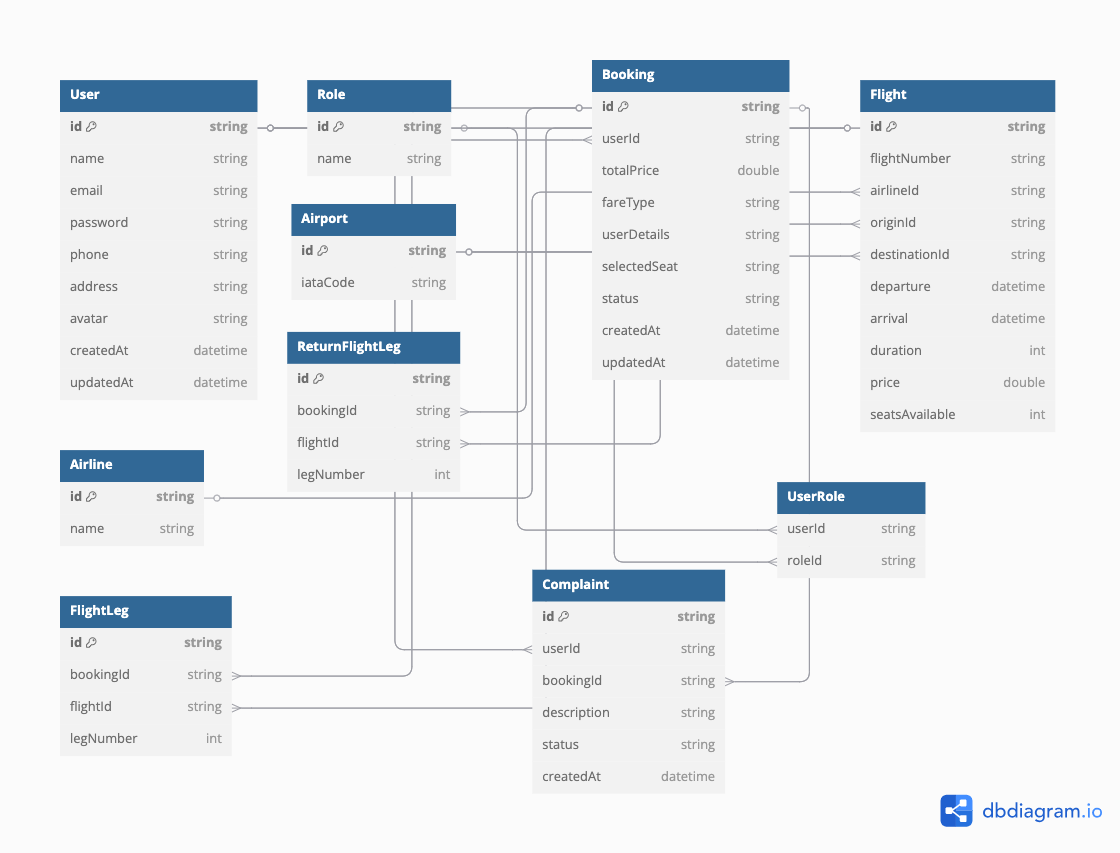 User
id string
name string
email string
password string
phone string
address string
avatar string
createdAt datetime
updatedAt datetime
Role
id string
name string
Booking
id string
userId string
totalPrice double
fareType string
userDetails string
selectedSeat string
status string
createdAt datetime
updatedAt datetime
Flight
id string
flightNumber string
airlineId string
originId string
destinationId string
departure datetime
arrival datetime
duration int
price double
seatsAvailable int
Airport
id string
iataCode string
ReturnFlightLeg
id string
bookingId string
flightId string
legNumber int
Airline
id string
name string
UserRole
userId string
roleId string
FlightLeg
id string
bookingId string
flightId string
legNumber int
Complaint
id string
userId string
bookingId string
description string
status string
createdAt datetime
dbdiagram.io